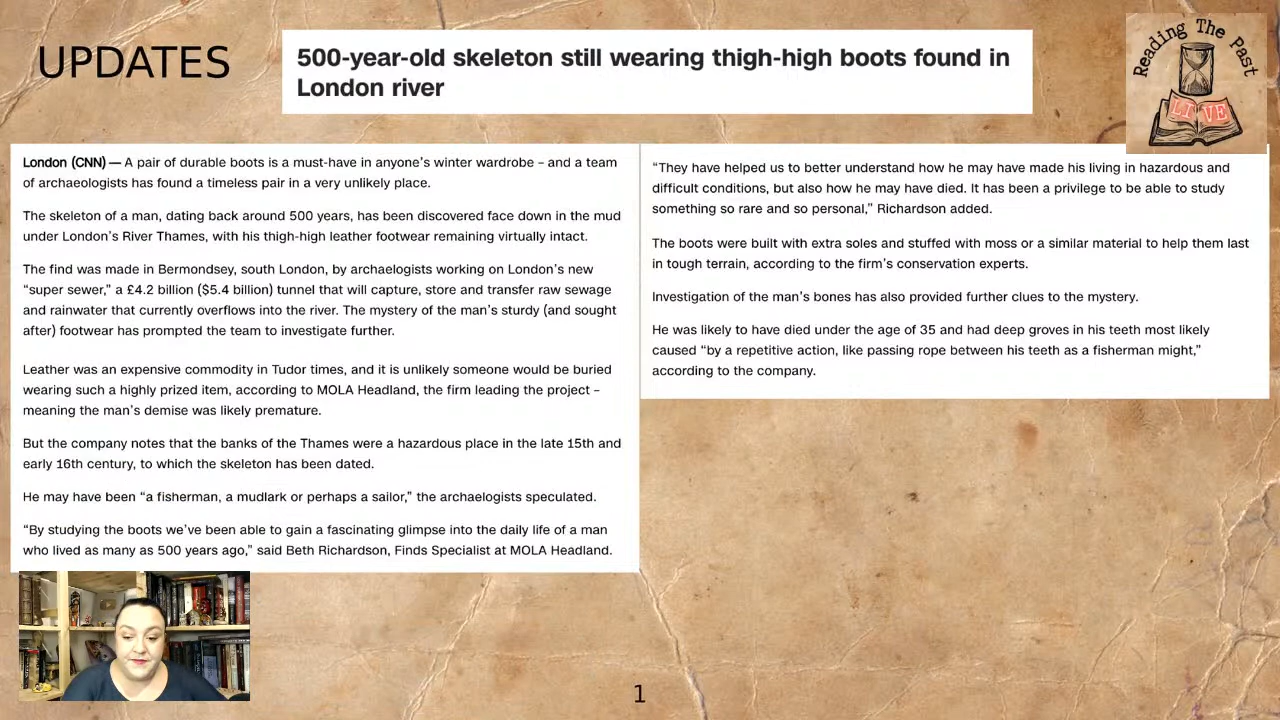 UPDATES
500-year-old skeleton still wearing thigh-high boots found in
London river
Reading The Past
LIVE
London (CNN) — A pair of durable boots is a must-have in anyone's winter wardrobe – and a team
of archaeologists has found a timeless pair in a very unlikely place.
The skeleton of a man, dating back around 500 years, has been discovered face down in the mud
under London's River Thames, with his thigh-high leather footwear remaining virtually intact.
The find was made in Bermondsey, south London, by archaelogists working on London's new
“super sewer,” a £4.2 billion ($5.4 billion) tunnel that will capture, store and transfer raw sewage
and rainwater that currently overflows into the river. The mystery of the man's sturdy (and sought
after) footwear has prompted the team to investigate further.
Leather was an expensive commodity in Tudor times, and it is unlikely someone would be buried
wearing such a highly prized item, according to MOLA Headland, the firm leading the project –
meaning the man's demise was likely premature.
But the company notes that the banks of the Thames were a hazardous place in the late 15th and
early 16th century, to which the skeleton has been dated.
He may have been “a fisherman, a mudlark or perhaps a sailor,” the archaelogists speculated.
“By studying the boots we've been able to gain a fascinating glimpse into the daily life of a man
who lived as many as 500 years ago,” said Beth Richardson, Finds Specialist at MOLA Headland.
“They have helped us to better understand how he may have made his living in hazardous and
difficult conditions, but also how he may have died. It has been a privilege to be able to study
something so rare and so personal,” Richardson added.
The boots were built with extra soles and stuffed with moss or a similar material to help them last
in tough terrain, according to the firm's conservation experts.
Investigation of the man's bones has also provided further clues to the mystery.
He was likely to have died under the age of 35 and had deep groves in his teeth most likely
caused “by a repetitive action, like passing rope between his teeth as a fisherman might,”
according to the company.
1